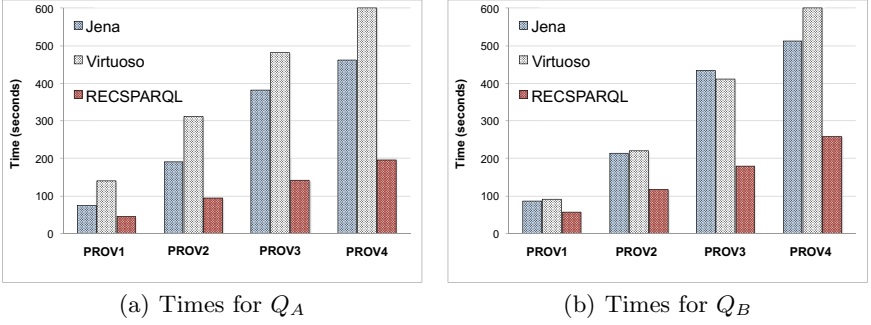 600
500
400
300
200
100
0
Time (seconds)
Jena
Virtuoso
RECSPARQL
PROV1 PROV2 PROV3 PROV4
(a) Times for Q_A
600
500
400
300
200
100
0
Time (seconds)
Jena
Virtuoso
RECSPARQL
PROV1 PROV2 PROV3 PROV4
(b) Times for Q_B